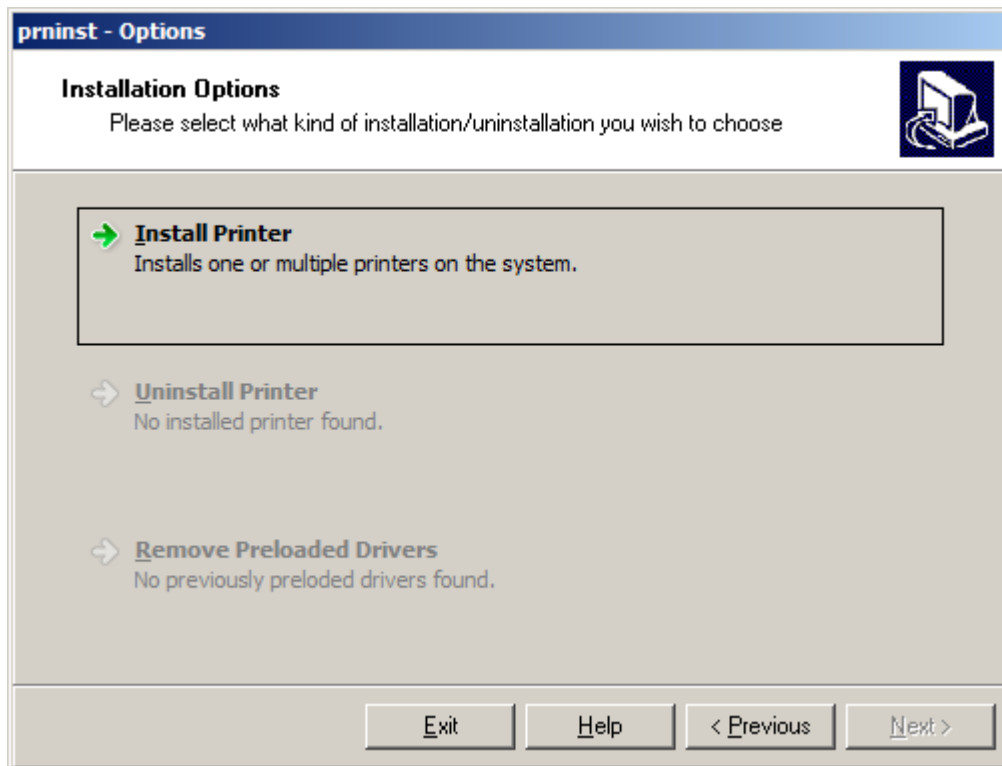 prninst - Options
Installation Options
Please select what kind of installation/uninstallation you wish to choose
Install Printer
Installs one or multiple printers on the system.
Uninstall Printer
No installed printer found.
Remove Preloaded Drivers
No previously preloded drivers found.
Exit Help < Previous Next >